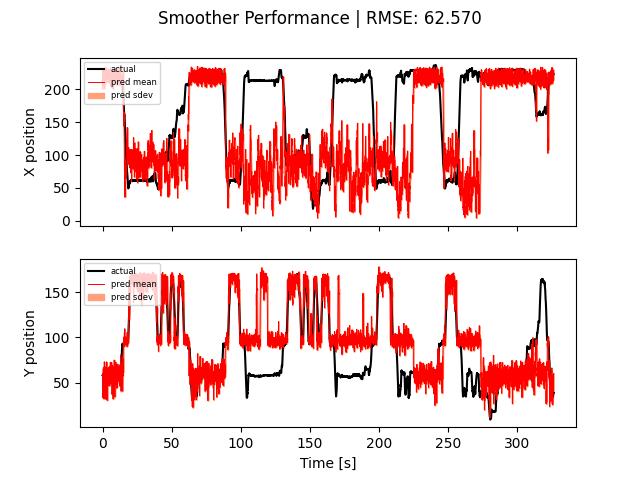 Smoother Performance | RMSE: 62.570
actual
pred mean
pred sdev
X position
200
150
100
50
0
actual
pred mean
pred sdev
Y position
150
100
50
0 50 100 150 200 250 300
Time [s]